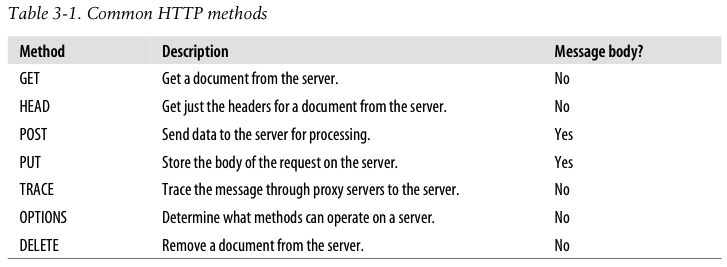 Table 3-1. Common HTTP methods
Method Description Message body?
GET Get a document from the server. No
HEAD Get just the headers for a document from the server. No
POST Send data to the server for processing. Yes
PUT Store the body of the request on the server. Yes
TRACE Trace the message through proxy servers to the server. No
OPTIONS Determine what methods can operate on a server. No
DELETE Remove a document from the server. No